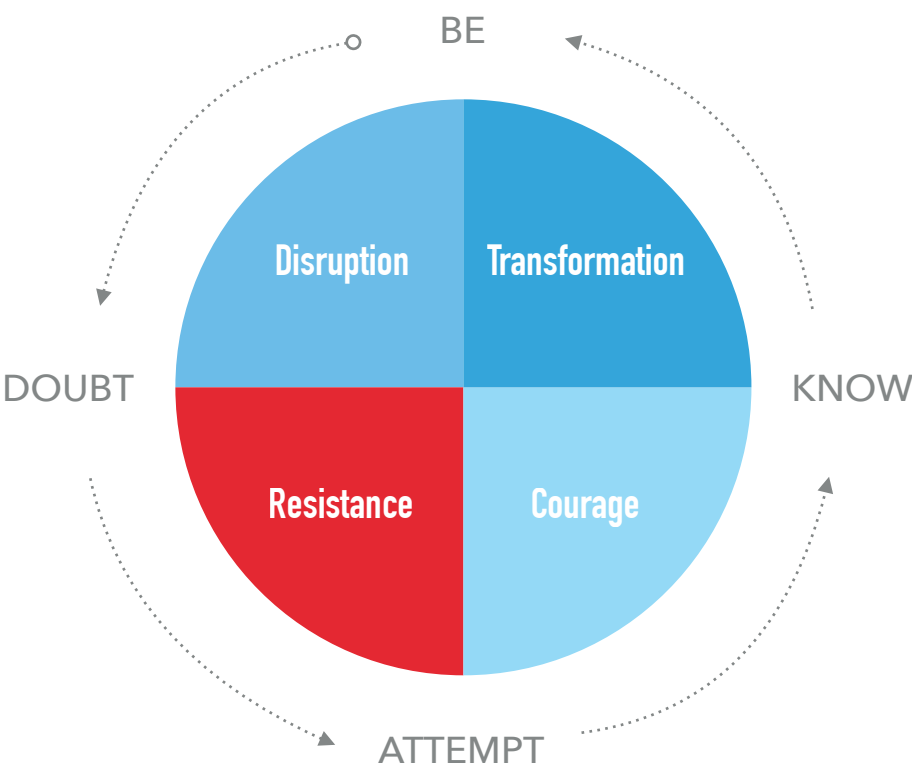 BE
Disruption
Transformation
DOUBT
KNOW
Resistance
Courage
ATTEMPT